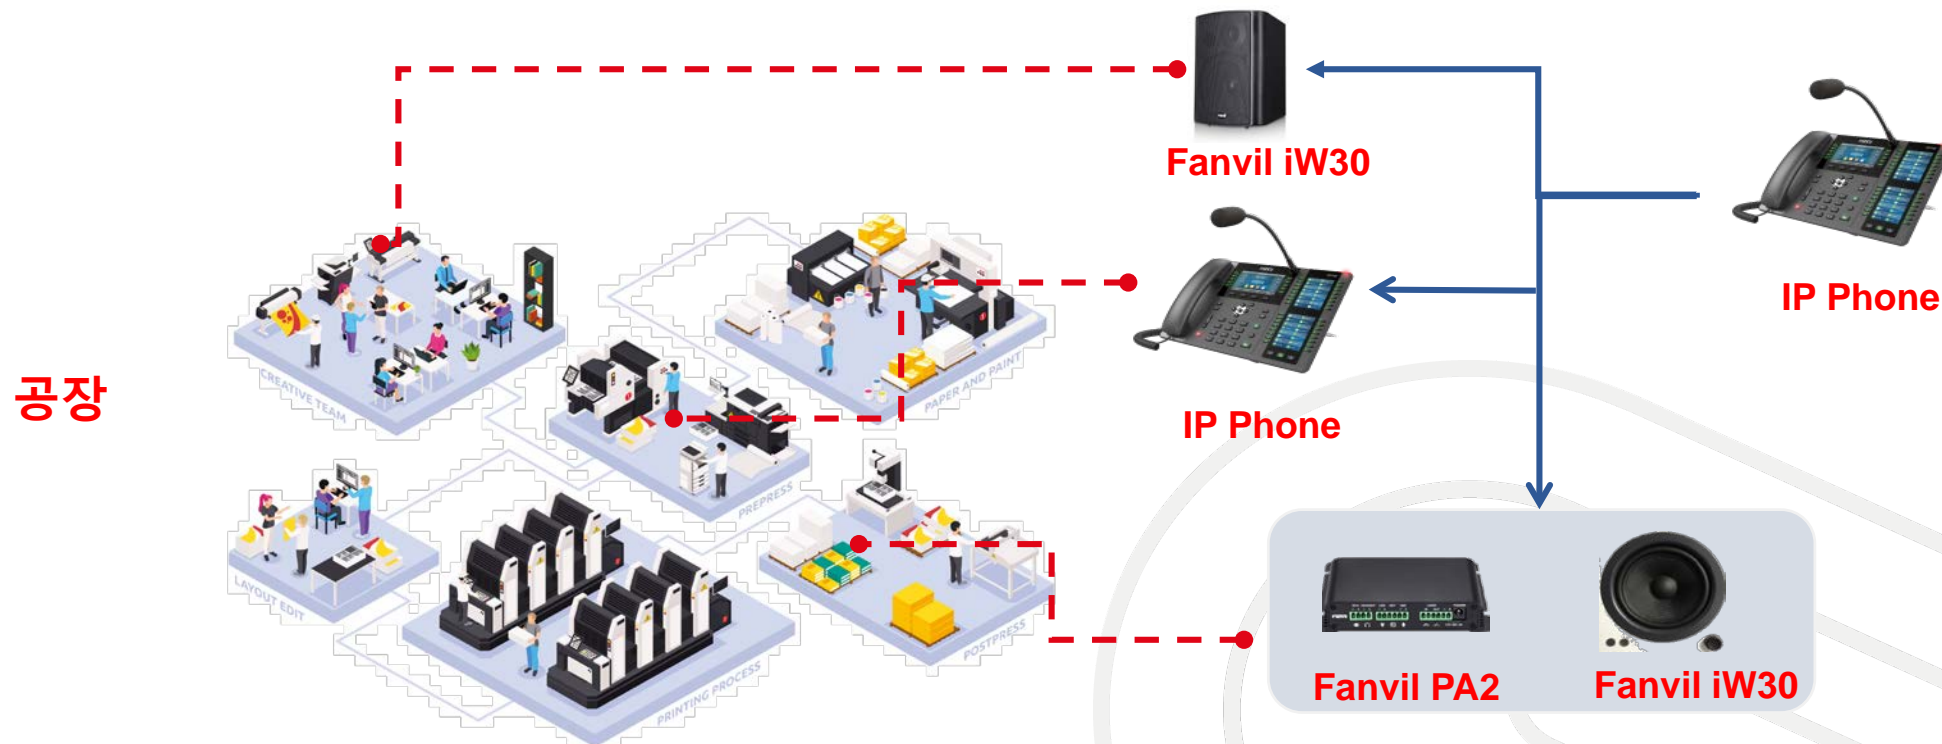 Fanvil iW30
IP Phone
IP Phone
공장
CREATIVE TEAM
PAPER AND PAINT
PREPRESS
LAYOUT EDIT
POSTPRESS
PRINTING PROCESS
Fanvil PA2
Fanvil iW30